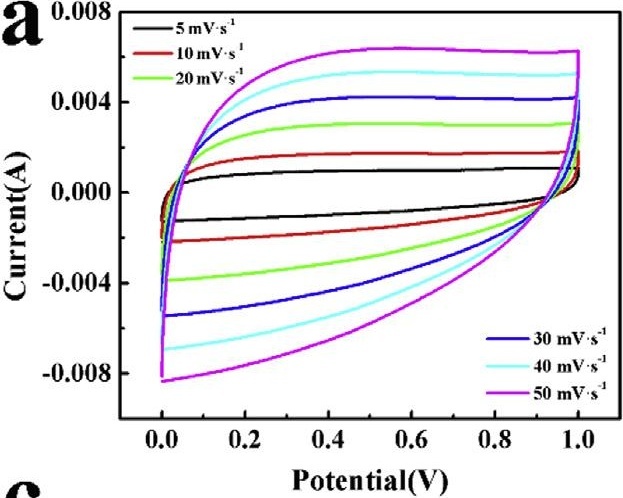 a
0.008
5 mV·s⁻¹
10 mV·s⁻¹
20 mV·s⁻¹
0.004
0.000
-0.004
-0.008
Current(A)
30 mV·s⁻¹
40 mV·s⁻¹
50 mV·s⁻¹
0.0 0.2 0.4 0.6 0.8 1.0
Potential(V)